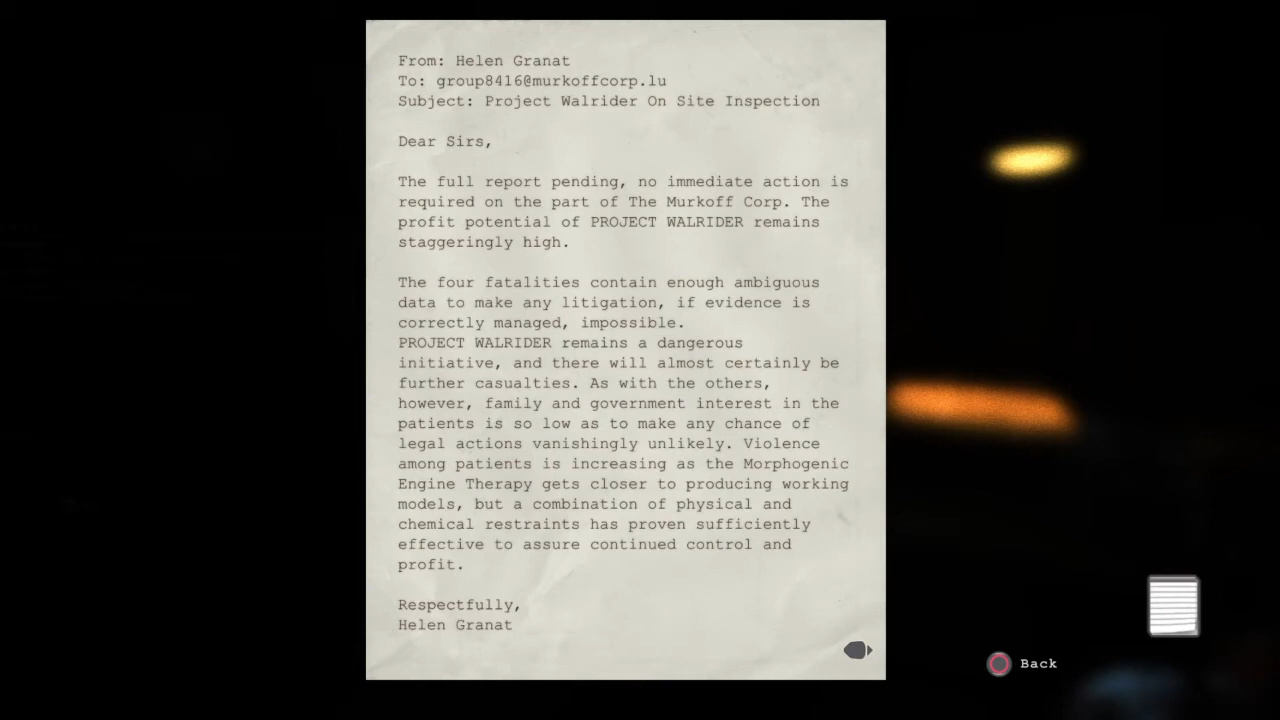 From: Helen Granat
To: group8416@murkoffcorp.lu
Subject: Project Walrider On Site Inspection
Dear Sirs,
The full report pending, no immediate action is
required on the part of The Murkoff Corp. The
profit potential of PROJECT WALRIDER remains
staggeringly high.
The four fatalities contain enough ambiguous
data to make any litigation, if evidence is
correctly managed, impossible.
PROJECT WALRIDER remains a dangerous
initiative, and there will almost certainly be
further casualties. As with the others,
however, family and government interest in the
patients is so low as to make any chance of
legal actions vanishingly unlikely. Violence
among patients is increasing as the Morphogenic
Engine Therapy gets closer to producing working
models, but a combination of physical and
chemical restraints has proven sufficiently
effective to assure continued control and
profit.
Respectfully,
Helen Granat
Back